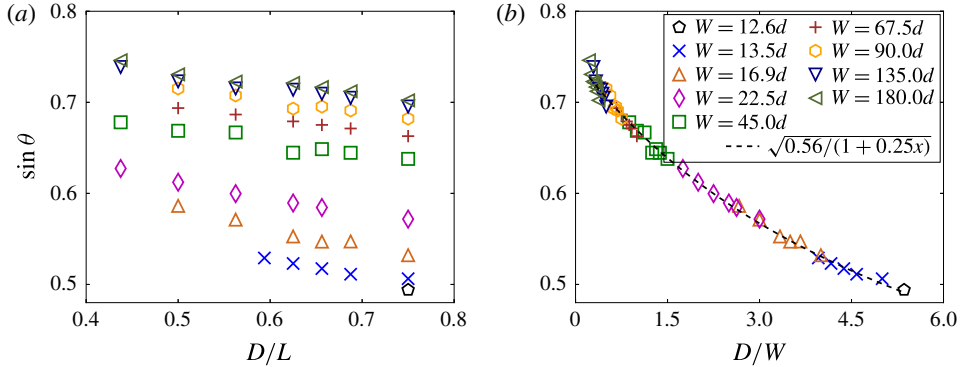 (a)
0.8
0.7
0.6
0.5
sin θ
0.4 0.5 0.6 0.7 0.8
D/L
(b)
0.8
0.7
0.6
0.5
W = 12.6d
W = 13.5d
W = 16.9d
W = 22.5d
W = 45.0d
W = 67.5d
W = 90.0d
W = 135.0d
W = 180.0d
√0.56/(1 + 0.25x)
0 1.5 3.0 4.5 6.0
D/W